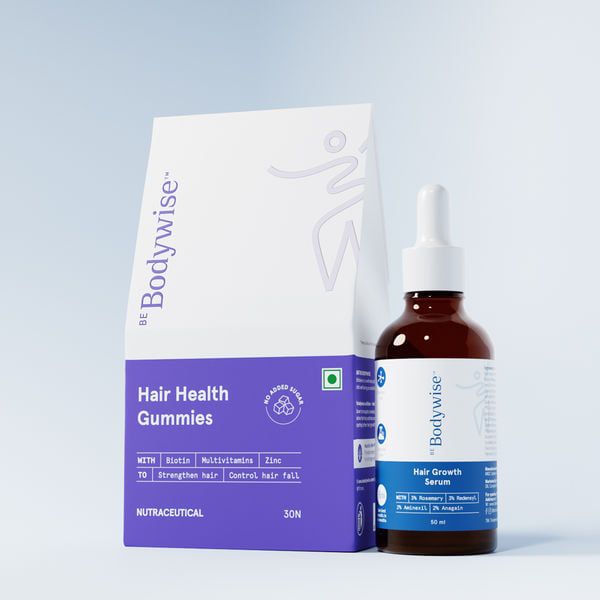 BE Bodywise™
Hair Health
Gummies
NO ADDED SUGAR
WITH Biotin Multivitamins Zinc
TO Strengthen hair Control hair fall
NUTRACEUTICAL 30N
BE Bodywise™
Hair Growth
Serum
WITH 3% Rosemary 3% Redensyl
2% Aminexil 2% Anagain
50 ml